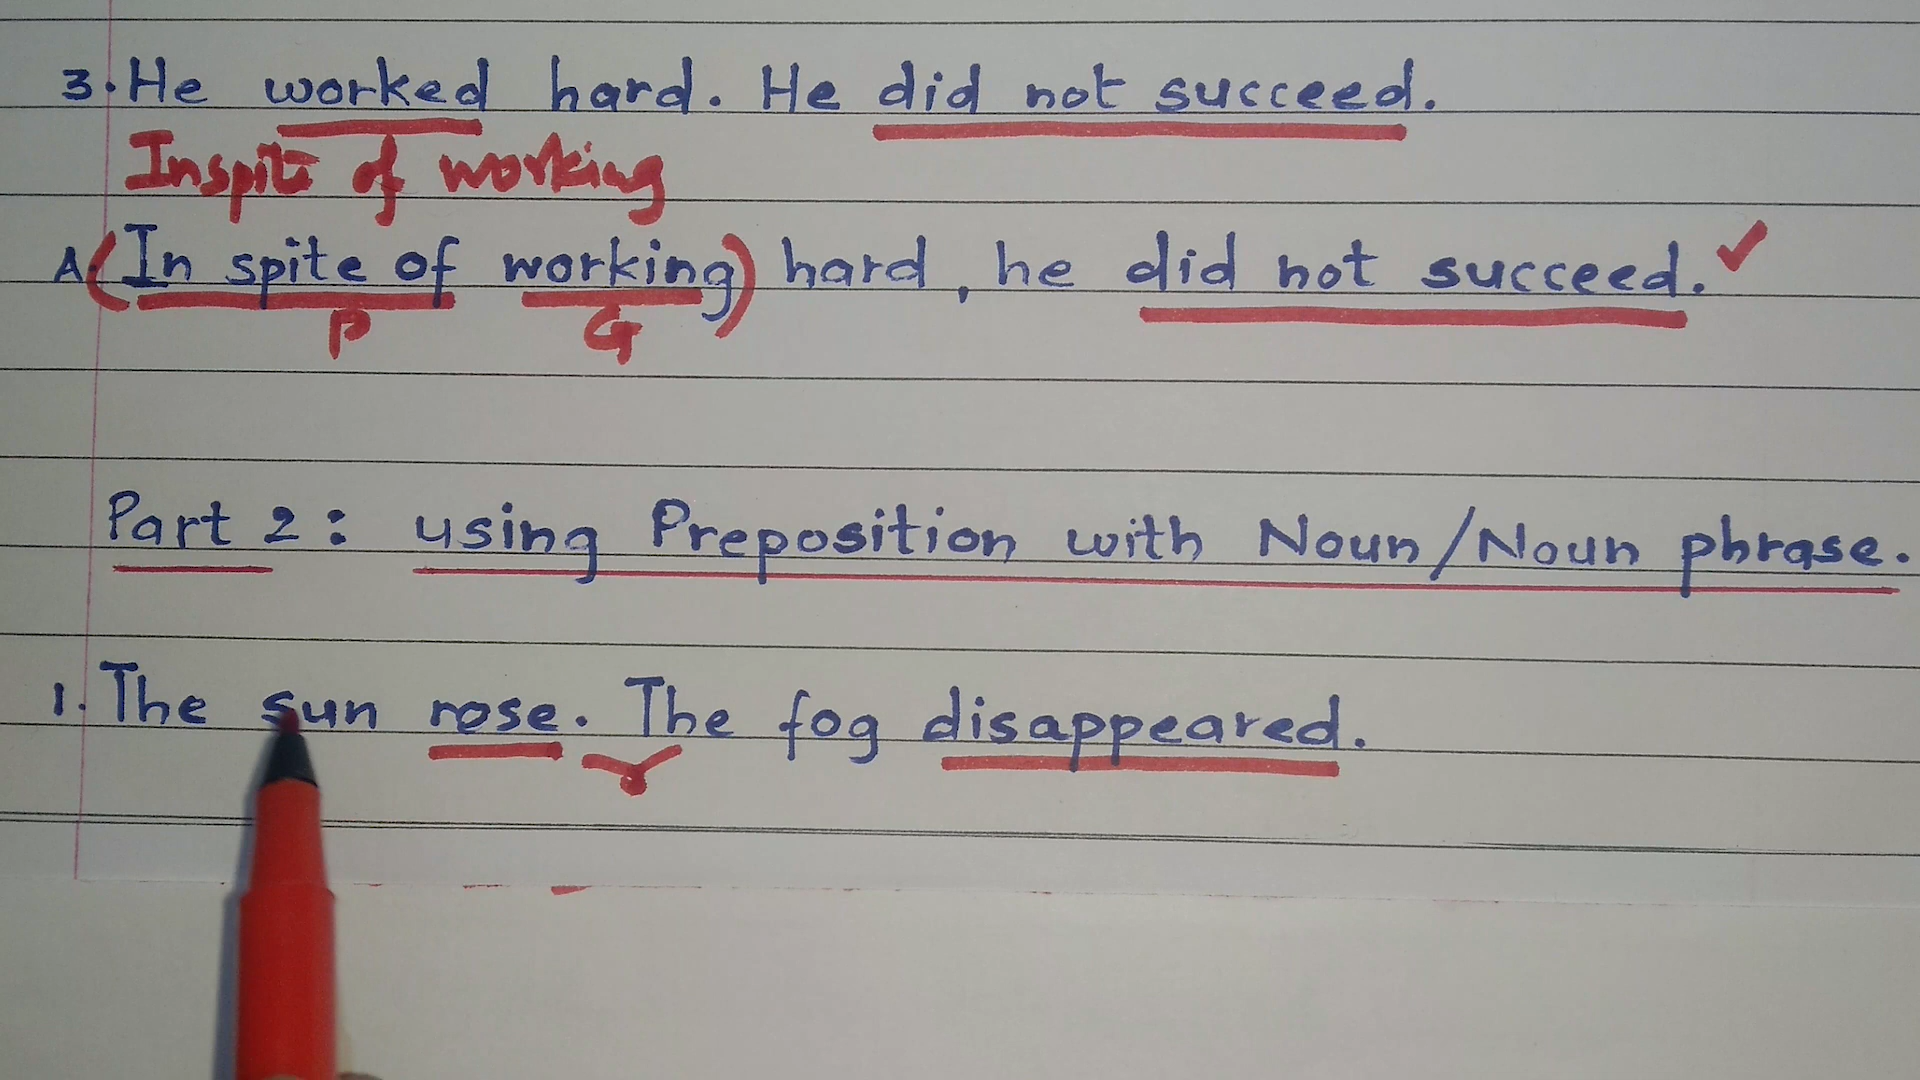 3. He worked hard. He did not succeed.
Inspite of working
A. (In spite of working) hard, he did not succeed. ✓
P G
Part 2: using Preposition with Noun/Noun phrase.
1. The sun rose. The fog disappeared.